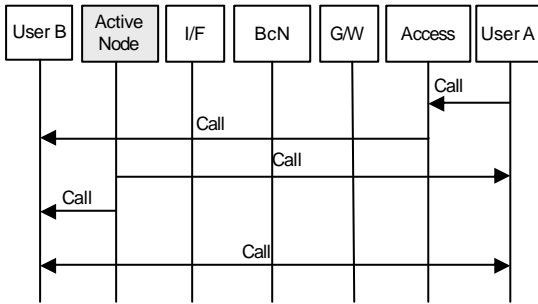 User B
Active
Node
I/F
BcN
G/W
Access
User A
Call
Call
Call
Call
Call